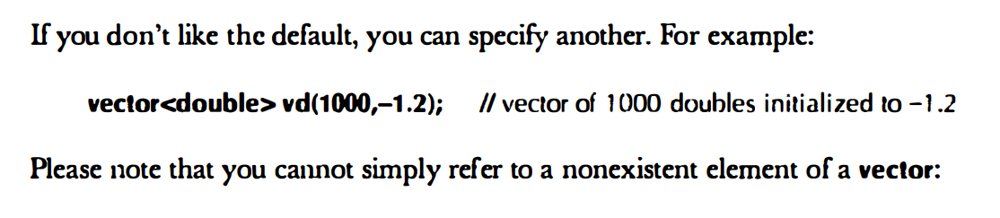 If you don't like the default, you can specify another. For example:
vector<double> vd(1000,–1.2); // vector of 1000 doubles initialized to –1.2
Please note that you cannot simply refer to a nonexistent element of a vector: